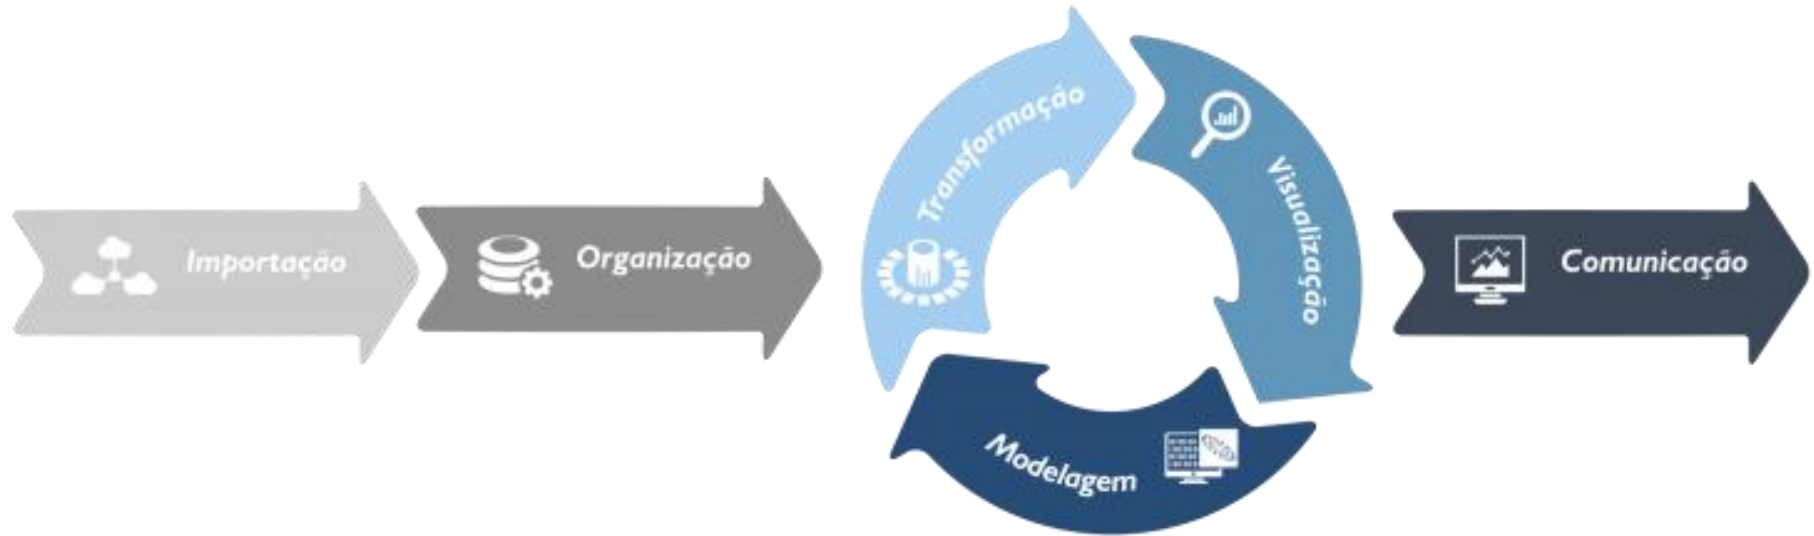 Importação
Organização
Transformação
Visualização
Modelagem
Comunicação